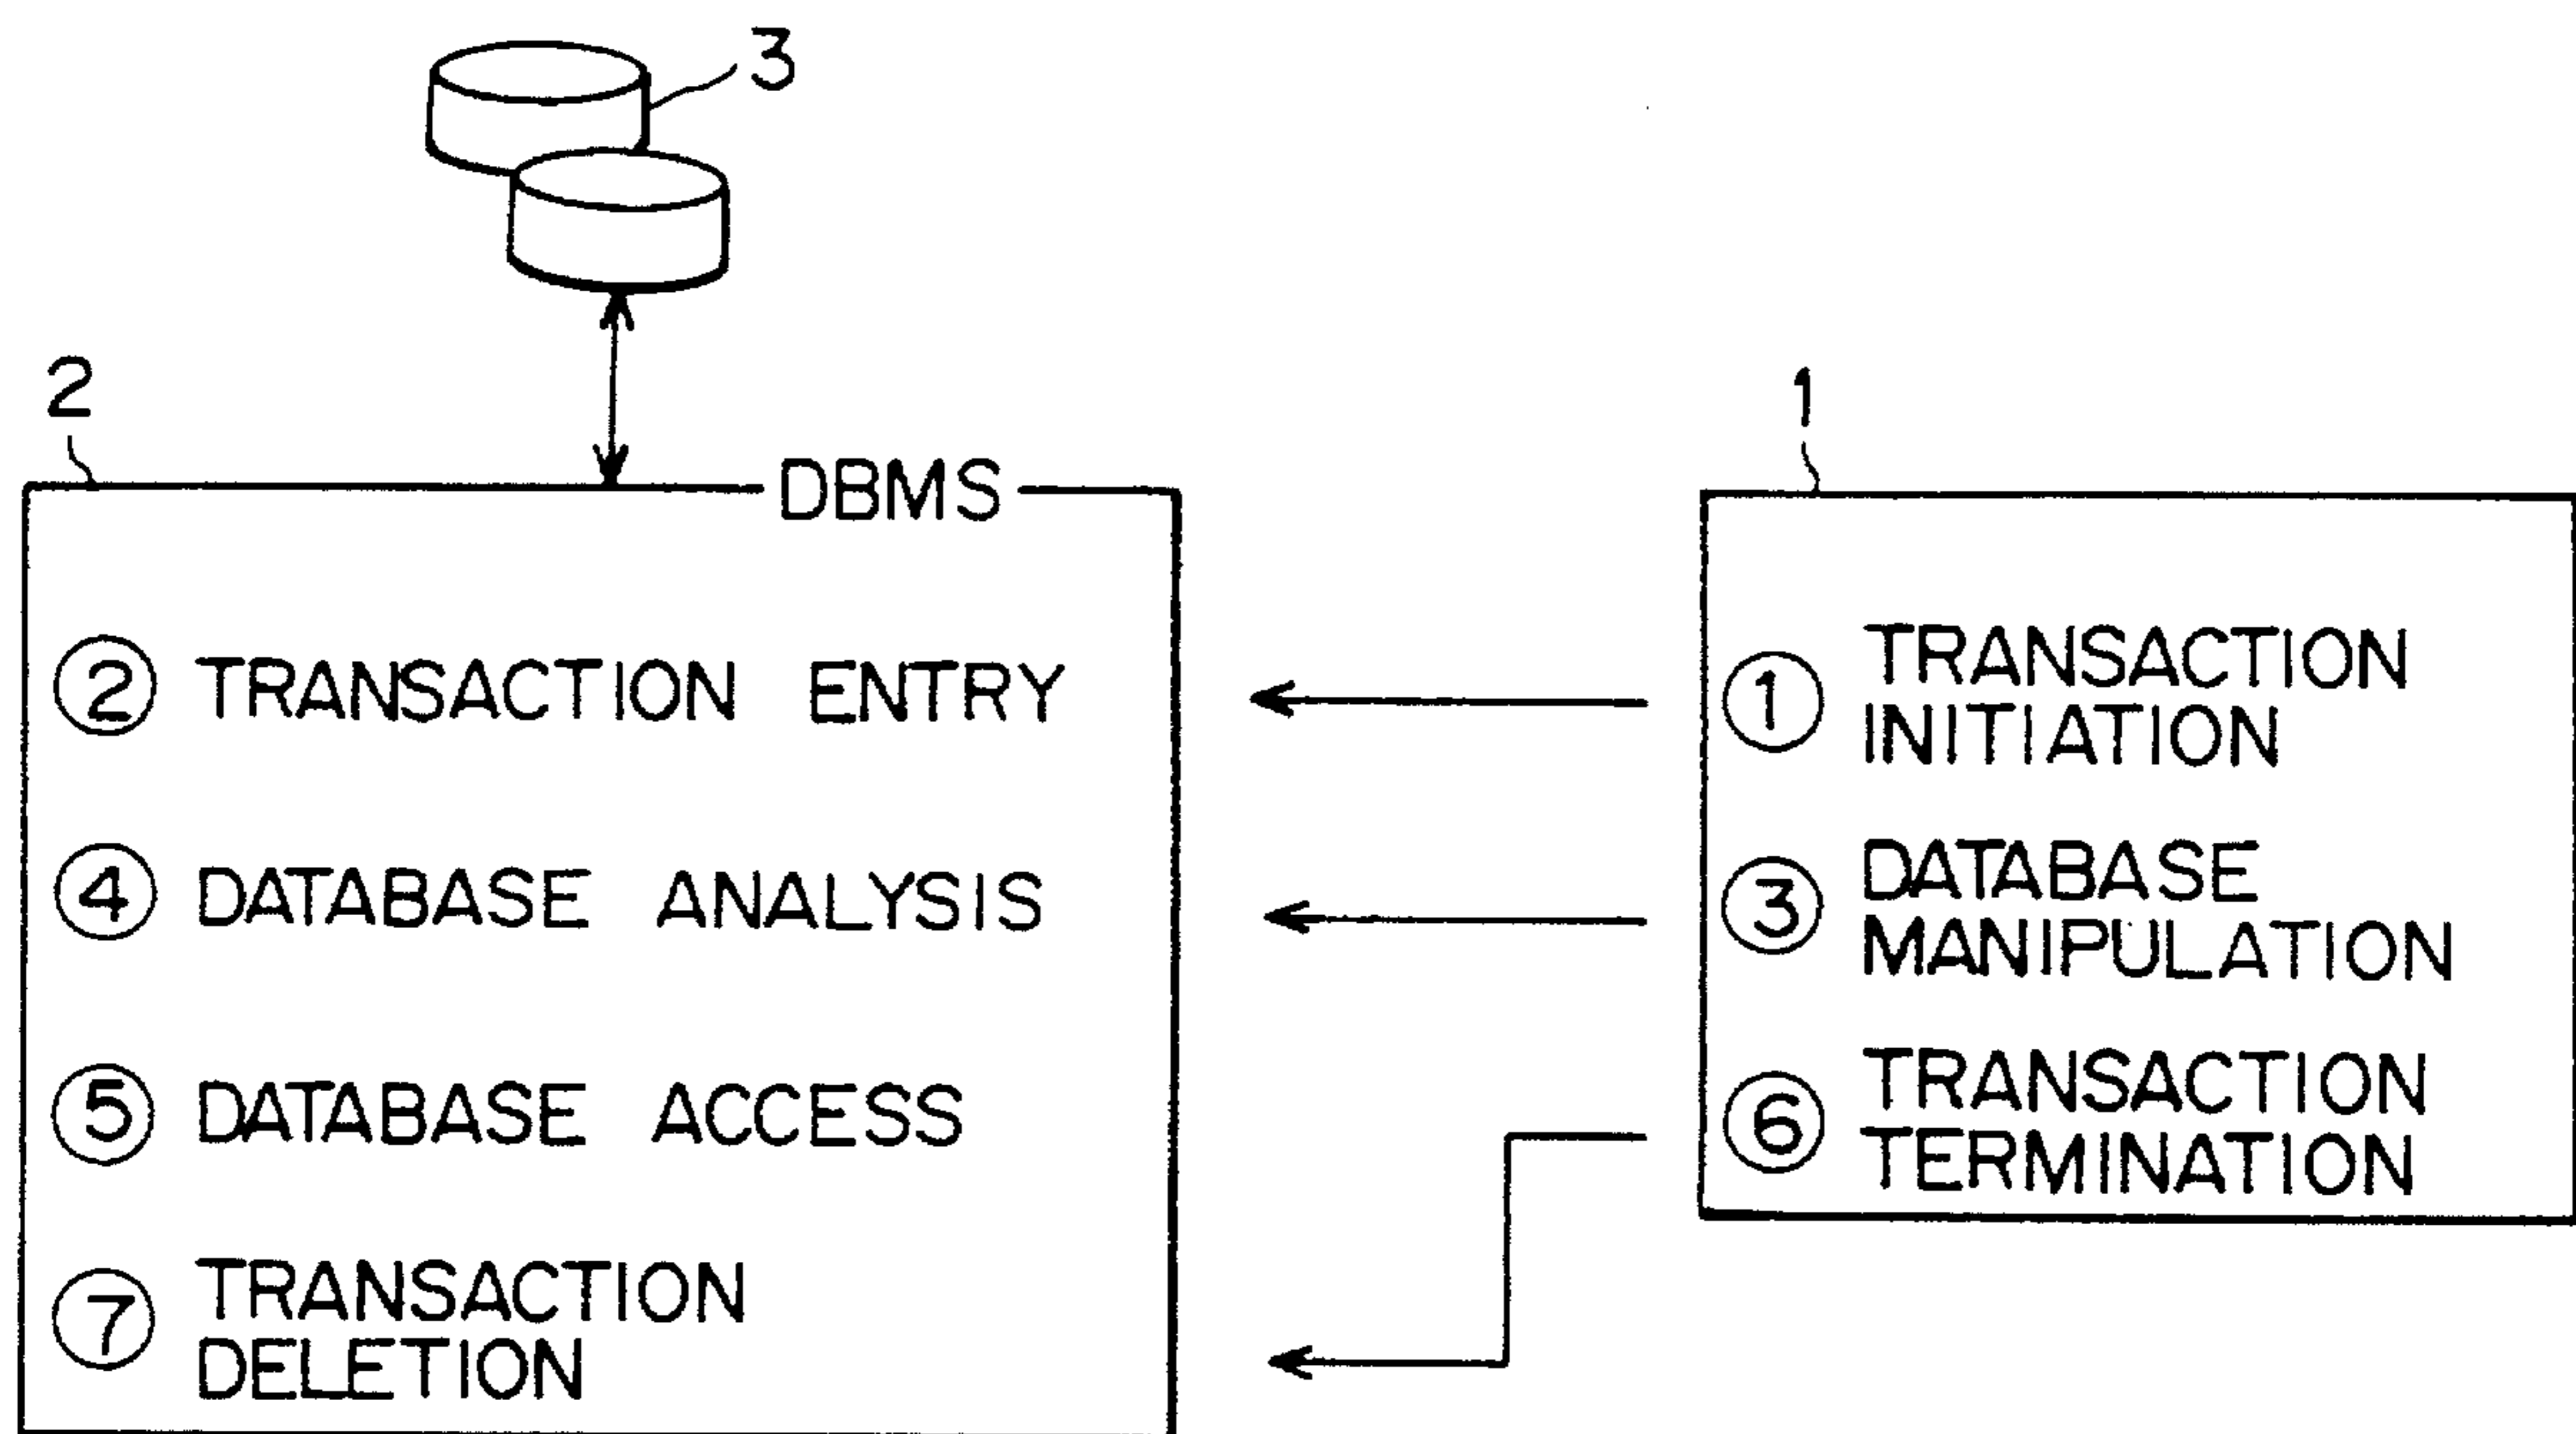 3
2
DBMS
② TRANSACTION ENTRY
④ DATABASE ANALYSIS
⑤ DATABASE ACCESS
⑦ TRANSACTION
DELETION
1
① TRANSACTION
INITIATION
③ DATABASE
MANIPULATION
⑥ TRANSACTION
TERMINATION